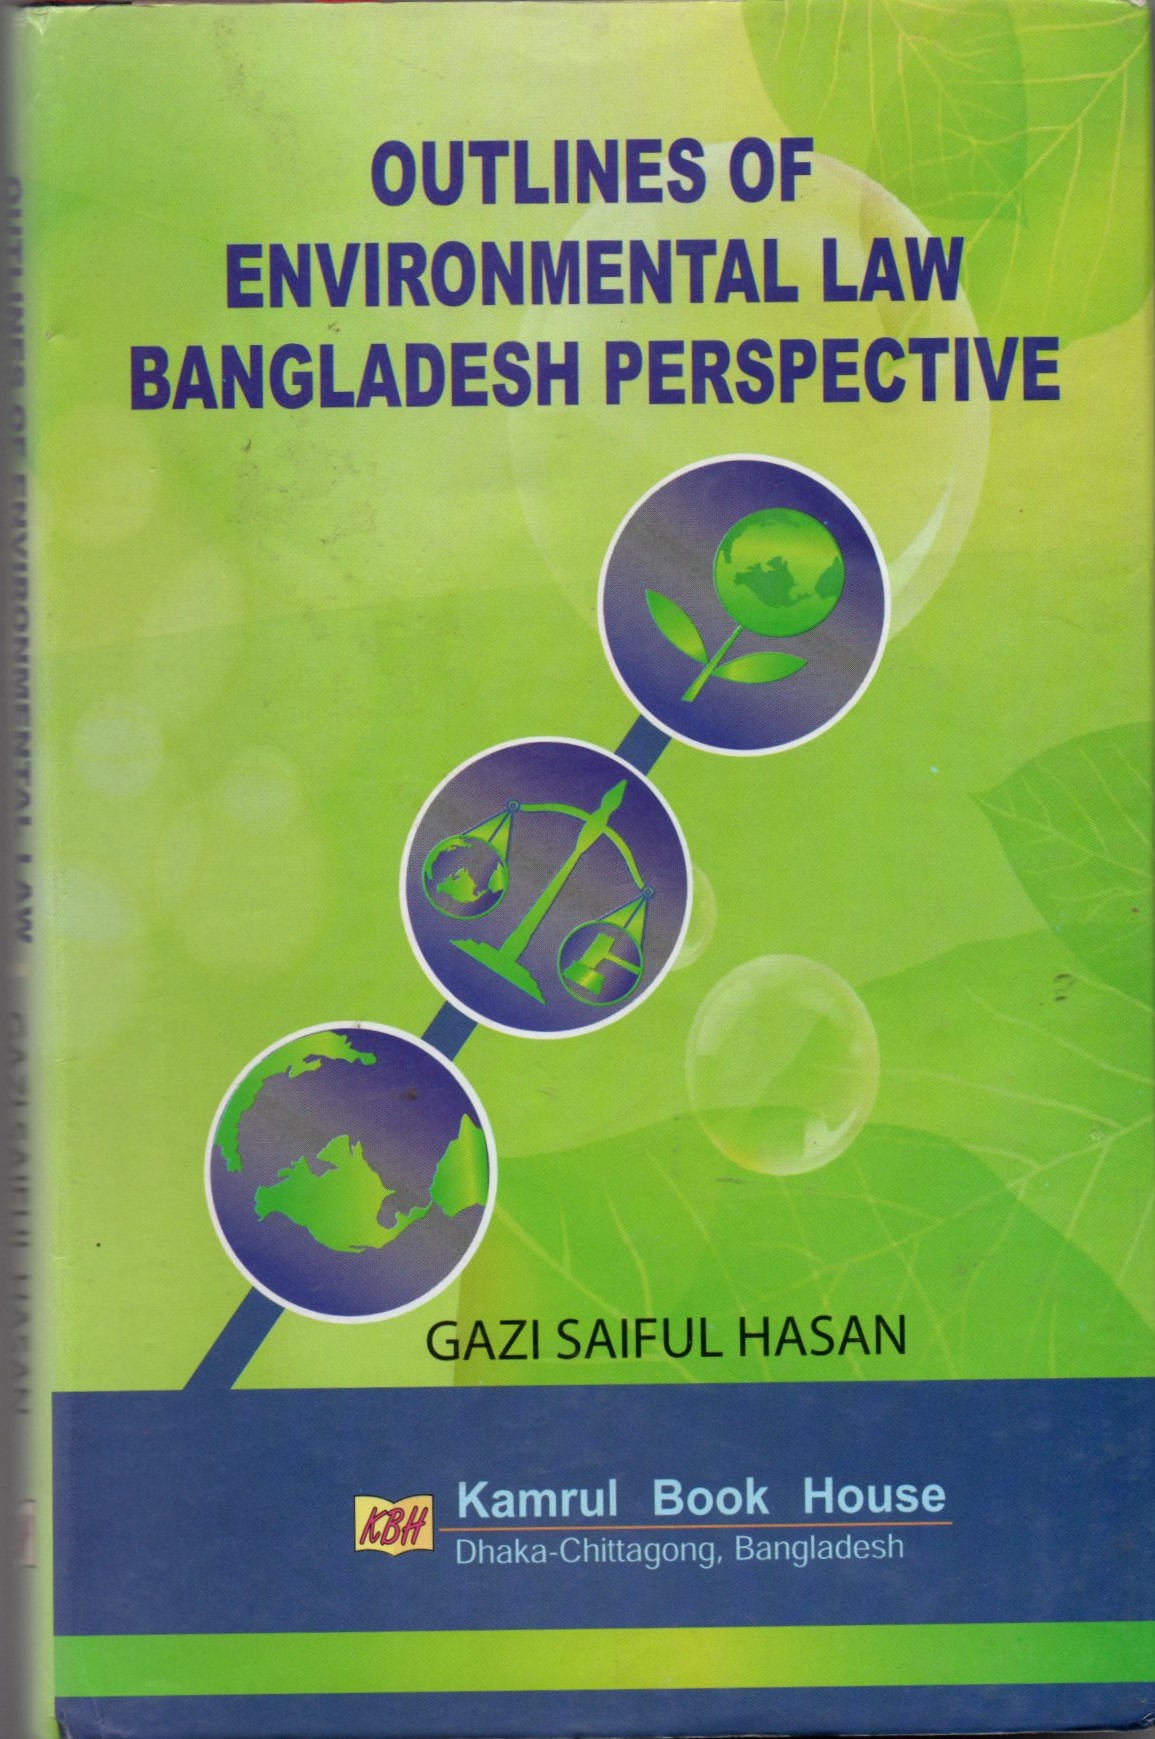 OUTLINES OF
ENVIRONMENTAL LAW
BANGLADESH PERSPECTIVE
GAZI SAIFUL HASAN
KBH
Kamrul Book House
Dhaka-Chittagong, Bangladesh
OUTLINES OF ENVIRONMENTAL LAW GAZI SAIFUL HASAN